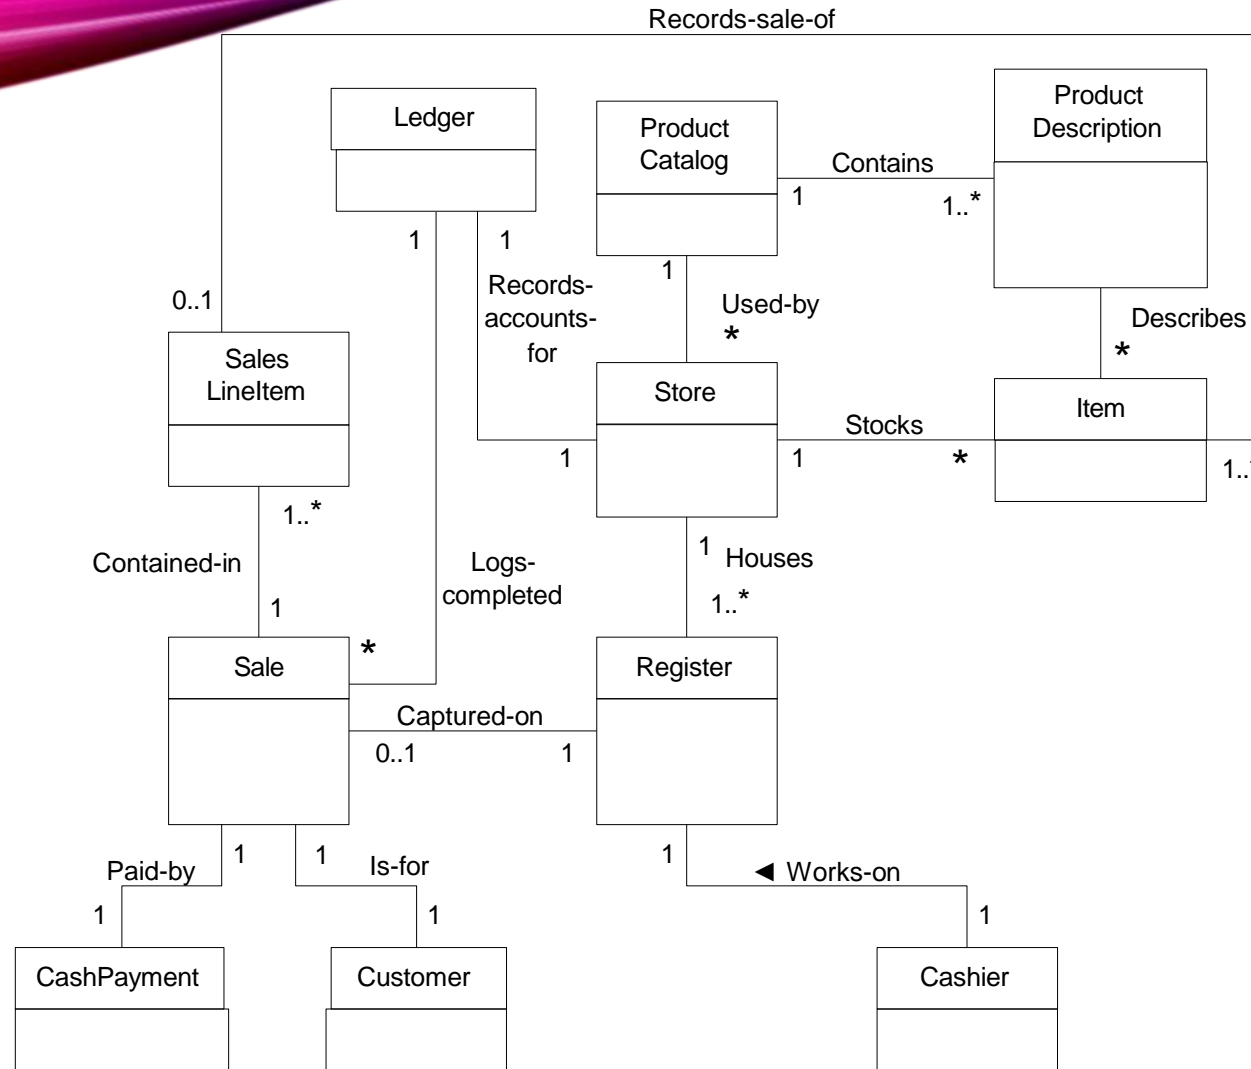 Records-sale-of
Ledger
Product
Catalog
Product
Description
Contains
1
1..*
1
1
1
Records-
accounts-
for
Used-by
*
0..1
Describes
*
Sales
LineItem
Store
Item
Stocks
1
1
*
1..
1..*
Contained-in
1
Logs-
completed
*
1
Houses
1..*
Sale
Register
Captured-on
0..1
1
1
Paid-by
1
1
Is-for
1
1
◄ Works-on
1
CashPayment
Customer
Cashier